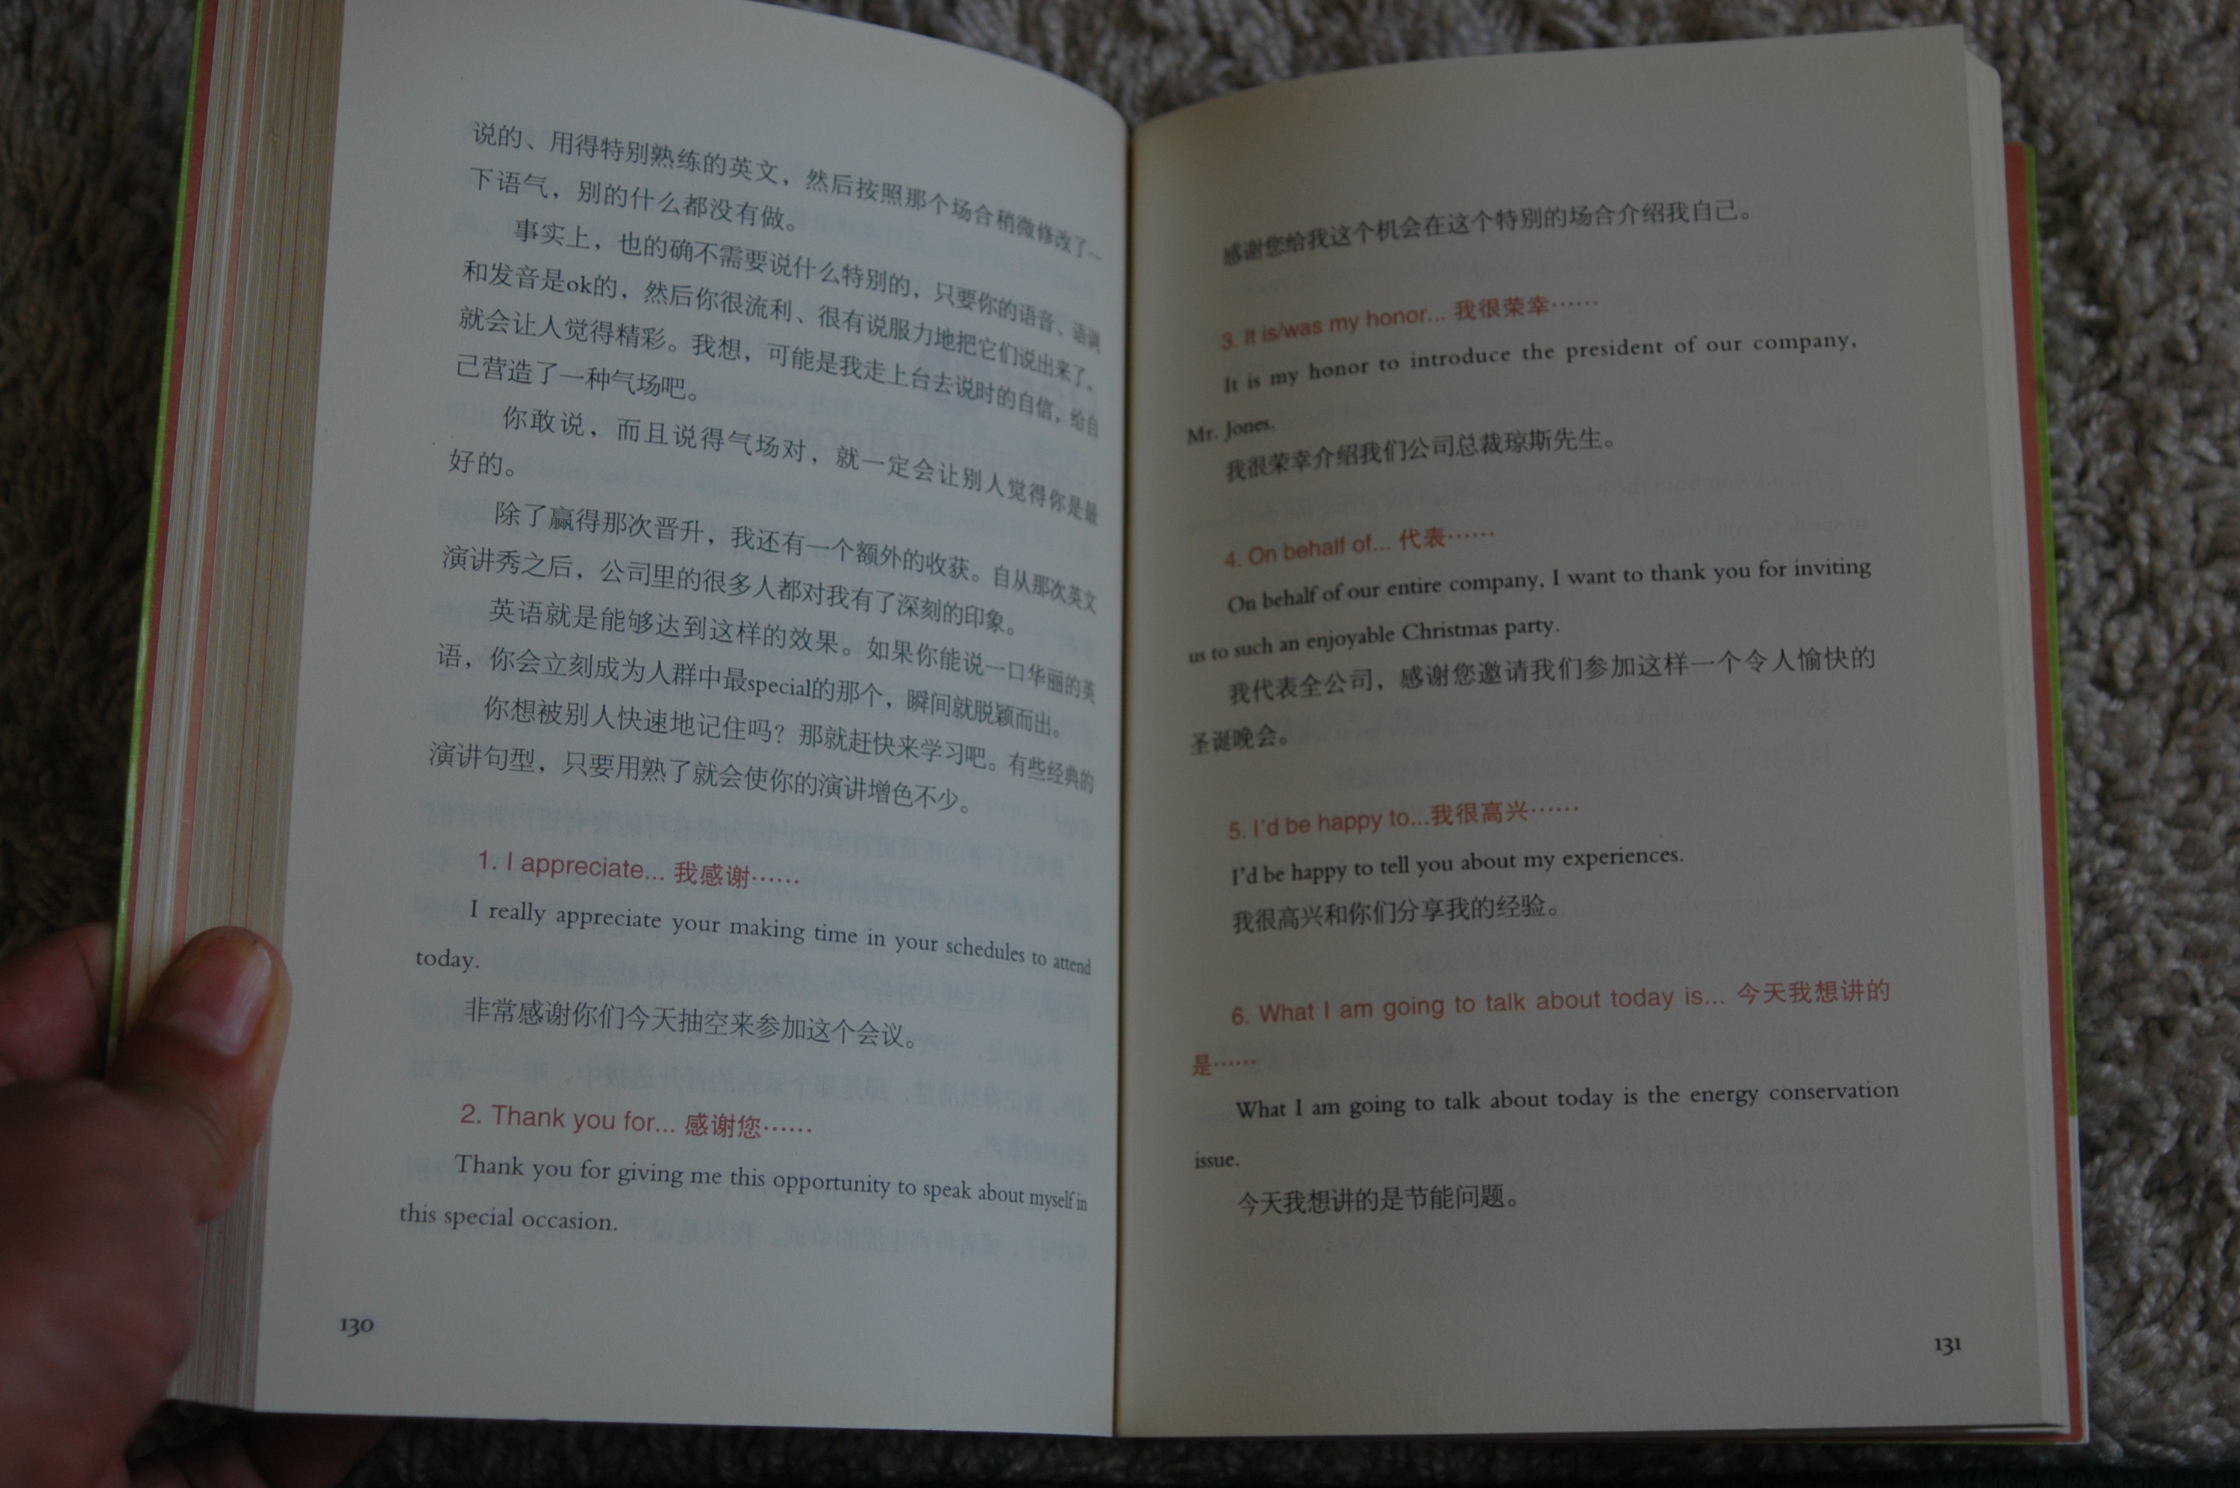 说的、用得特别熟练的英文，然后按照那个场合稍微修改了一
下语气，别的什么都没有做。
事实上，也的确不需要说什么特别的，只要你的语音、语调
和发音是ok的，然后你很流利、很有说服力地把它们说出来了，
就会让人觉得精彩。我想，可能是我走上台去说时的自信，给自
己营造了一种气场吧。
你敢说，而且说得气场对，就一定会让别人觉得你是最
好的。
除了赢得那次晋升，我还有一个额外的收获。自从那次英文
演讲秀之后，公司里的很多人都对我有了深刻的印象。
英语就是能够达到这样的效果。如果你能说一口华丽的英
语，你会立刻成为人群中最special的那个，瞬间就脱颖而出。
你想被别人快速地记住吗？那就赶快来学习吧。有些经典的
演讲句型，只要用熟了就会使你的演讲增色不少。
1. I appreciate... 我感谢……
I really appreciate your making time in your schedules to attend
today.
非常感谢你们今天抽空来参加这个会议。
2. Thank you for... 感谢您……
Thank you for giving me this opportunity to speak about myself in
this special occasion.
130
感谢您给我这个机会在这个特别的场合介绍我自己。
3. It is/was my honor... 我很荣幸……
It is my honor to introduce the president of our company,
Mr. Jones.
我很荣幸介绍我们公司总裁琼斯先生。
4. On behalf of... 代表……
On behalf of our entire company, I want to thank you for inviting
us to such an enjoyable Christmas party.
我代表全公司，感谢您邀请我们参加这样一个令人愉快的
圣诞晚会。
5. I'd be happy to...我很高兴……
I'd be happy to tell you about my experiences.
我很高兴和你们分享我的经验。
6. What I am going to talk about today is... 今天我想讲的
是……
What I am going to talk about today is the energy conservation
issue.
今天我想讲的是节能问题。
131